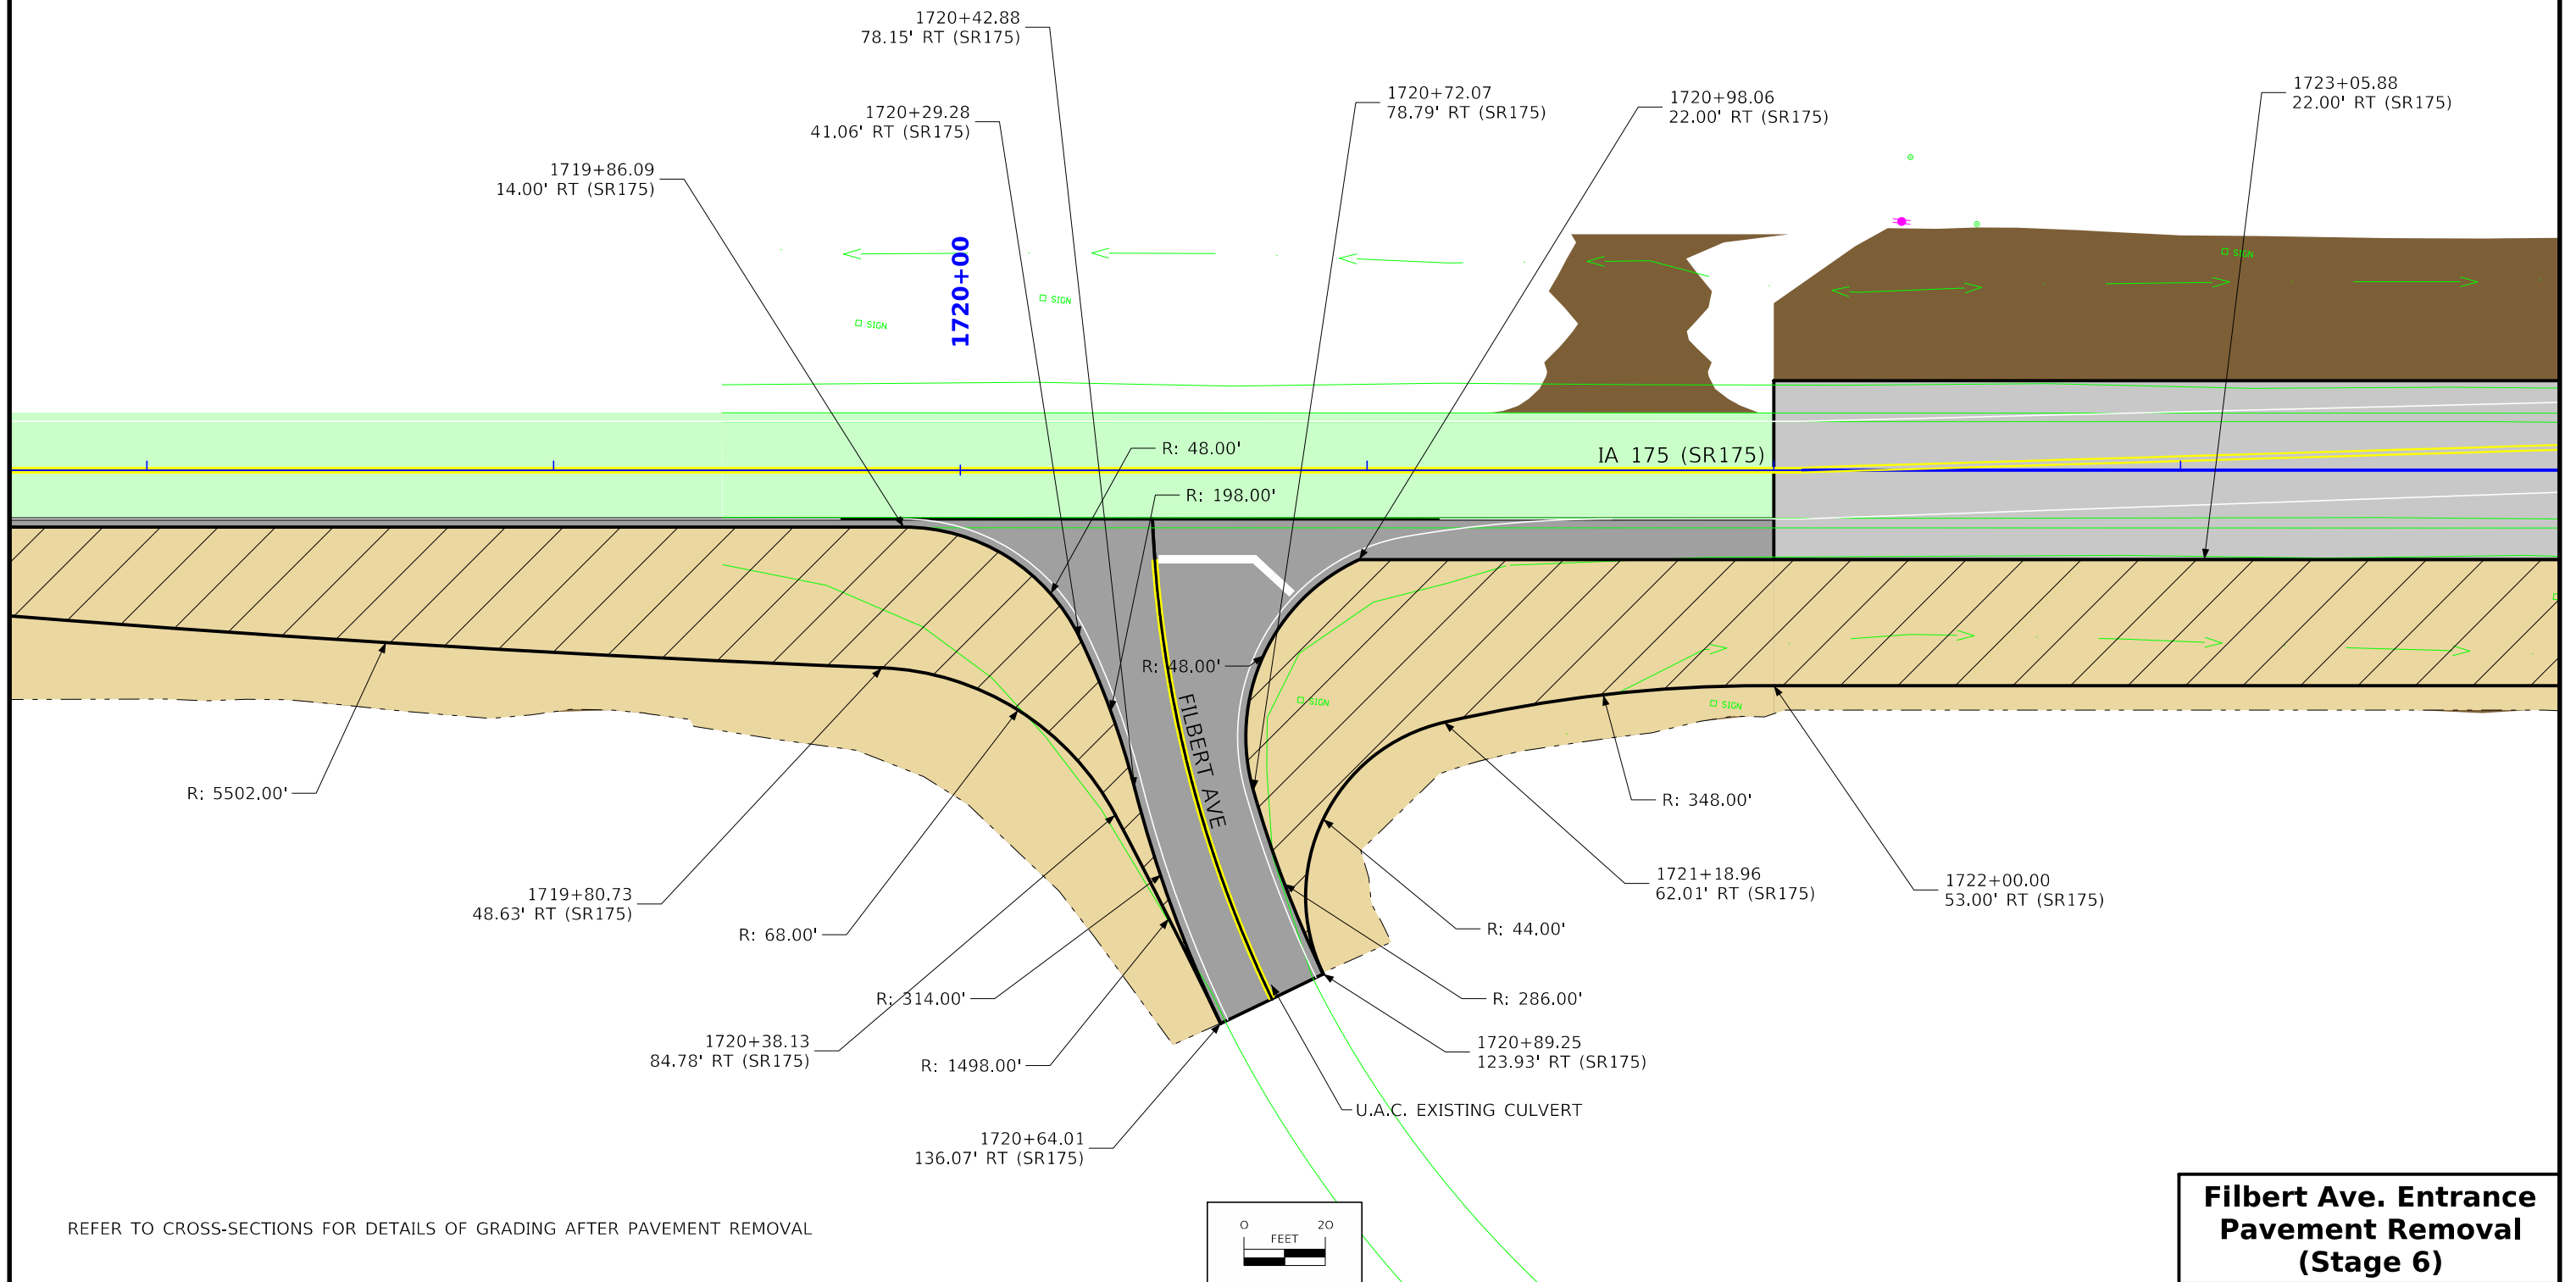 1720+42.88
78.15' RT (SR175)
1720+29.28
41.06' RT (SR175)
1719+86.09
14.00' RT (SR175)
1720+72.07
78.79' RT (SR175)
1720+98.06
22.00' RT (SR175)
1723+05.88
22.00' RT (SR175)
1720+00
SIGN
SIGN
SIGN
R: 48.00'
IA 175 (SR175)
R: 198.00'
R: 48.00'
FILBERT AVE
SIGN
SIGN
R: 5502.00'
R: 348.00'
1719+80.73
48.63' RT (SR175)
1721+18.96
62.01' RT (SR175)
1722+00.00
53.00' RT (SR175)
R: 68.00'
R: 44.00'
R: 314.00'
R: 286.00'
1720+38.13
84.78' RT (SR175)
1720+89.25
123.93' RT (SR175)
R: 1498.00'
U.A.C. EXISTING CULVERT
1720+64.01
136.07' RT (SR175)
REFER TO CROSS-SECTIONS FOR DETAILS OF GRADING AFTER PAVEMENT REMOVAL
0 20
FEET
Filbert Ave. Entrance
Pavement Removal
(Stage 6)